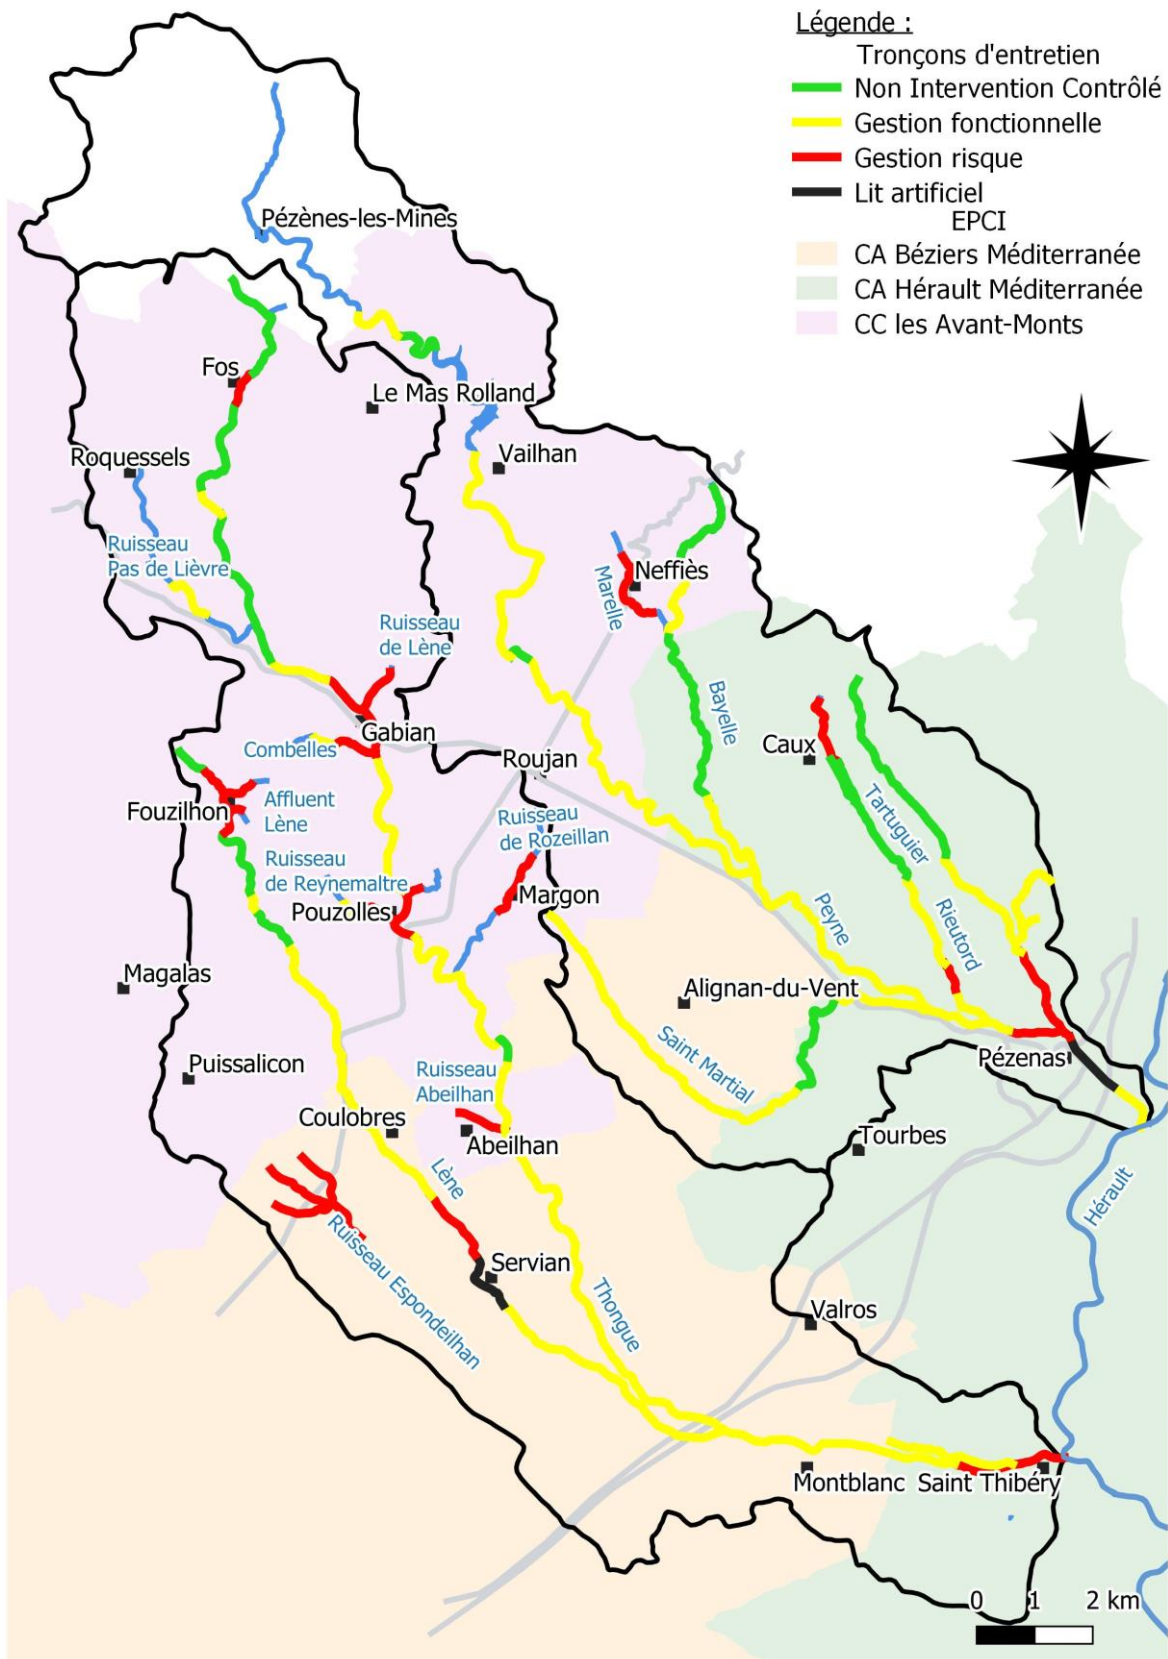 Légende :
Tronçons d'entretien
Non Intervention Contrôlé
Gestion fonctionnelle
Gestion risque
Lit artificiel
EPCI
CA Béziers Méditerranée
CA Hérault Méditerranée
CC les Avant-Monts
Pézènes-les-Mines
Fos
Le Mas Rolland
Roquessels
Vailhan
Ruisseau
Pas de Lièvre
Marelle
Neffiès
Ruisseau
de Lène
Bayelle
Gabian
Combelles
Roujan
Caux
Fouzilhon
Affluent
Lène
Ruisseau
de Rozeillan
Tartuguier
Ruisseau
de Reynemaltre
Pouzolles
Margon
Peyne
Rieutord
Magalas
Alignan-du-Vent
Saint Martial
Pézenas
Puissalicon
Ruisseau
Abeilhan
Coulobres
Abeilhan
Tourbes
Lène
Hérault
Ruisseau Espondeilhan
Servian
Thongue
Valros
Montblanc
Saint Thibéry
0 1 2 km